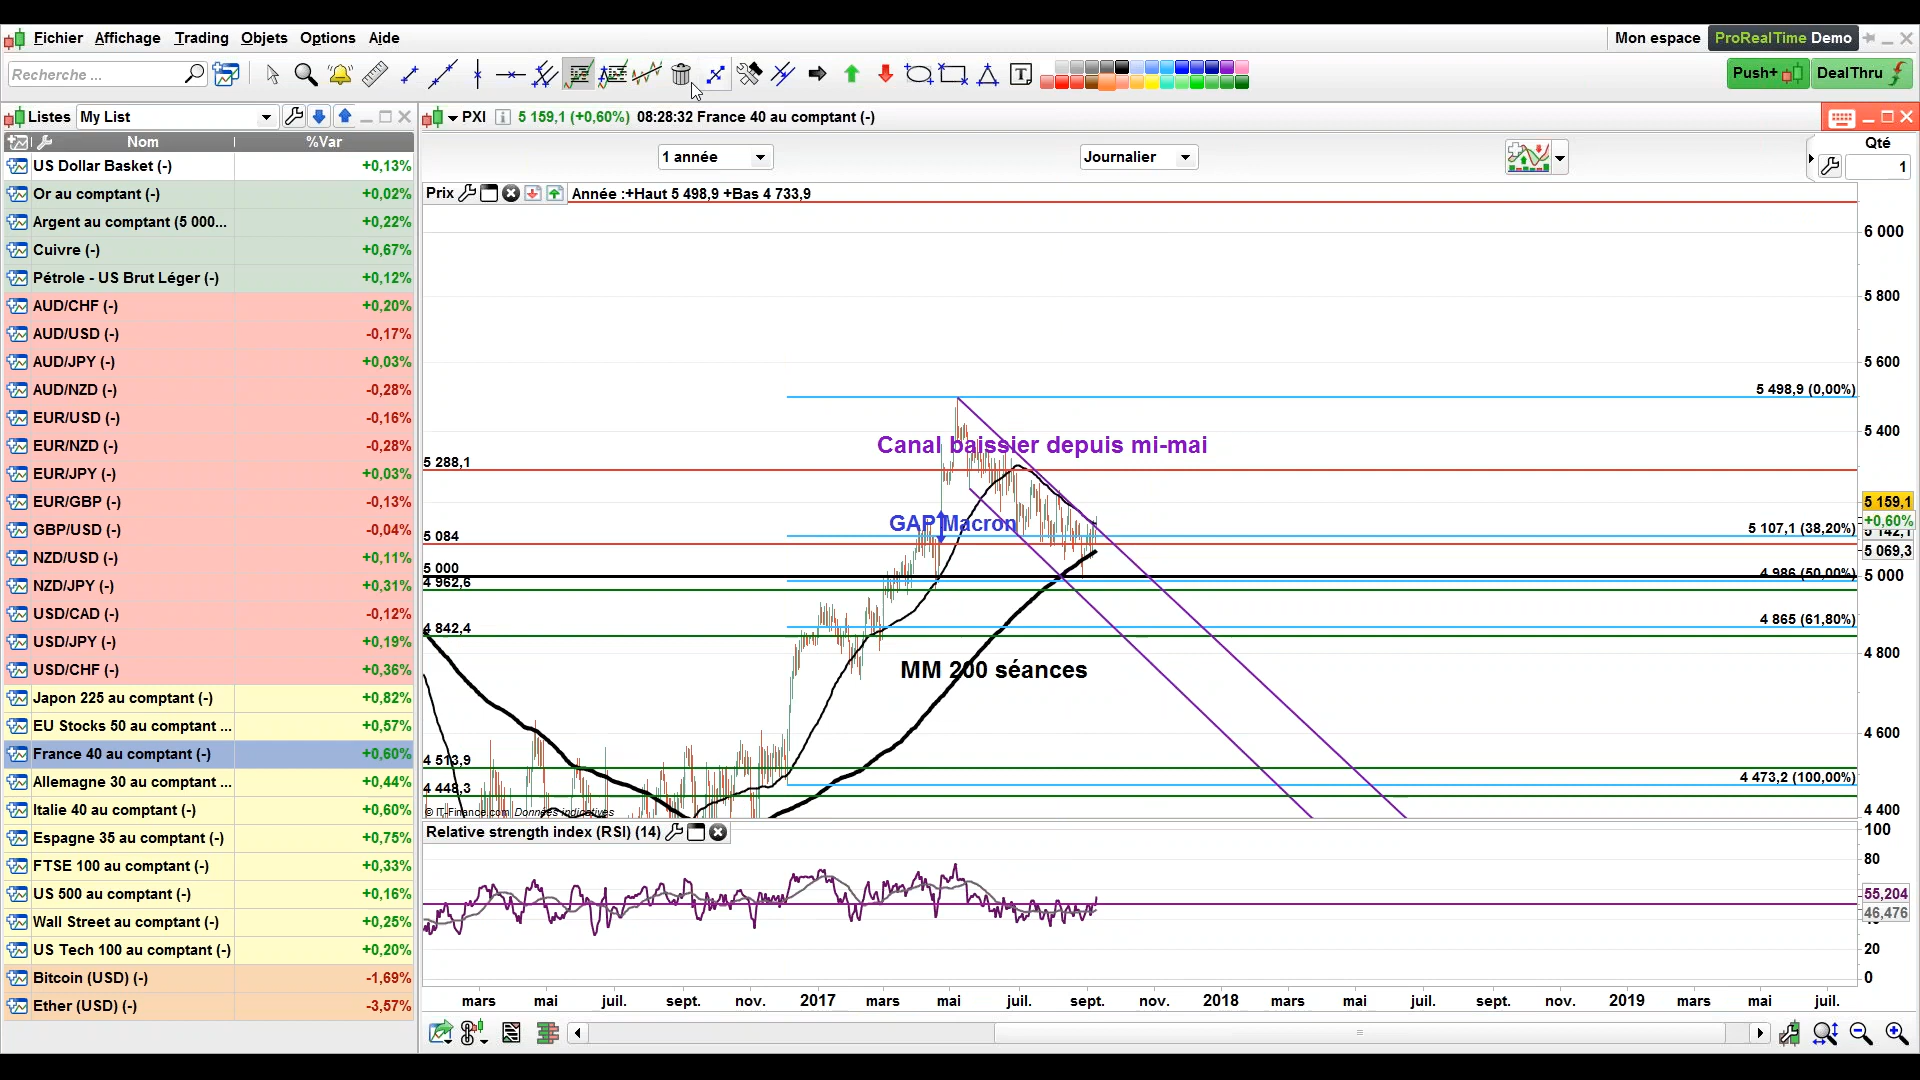 Fichier Affichage Trading Objets Options Aide
Mon espace ProRealTime Demo
Recherche ...
T
Push+ DealThru
Listes My List
PXI 5 159,1 (+0,60%) 08:28:32 France 40 au comptant (-)
Nom %Var
1 année Journalier
Qté
1
US Dollar Basket (-) +0,13%
Or au comptant (-) +0,02%
Argent au comptant (5 000... +0,22%
Cuivre (-) +0,67%
Pétrole - US Brut Léger (-) +0,12%
AUD/CHF (-) +0,20%
AUD/USD (-) -0,17%
AUD/JPY (-) +0,03%
AUD/NZD (-) -0,28%
EUR/USD (-) -0,16%
EUR/NZD (-) -0,28%
EUR/JPY (-) +0,03%
EUR/GBP (-) -0,13%
GBP/USD (-) -0,04%
NZD/USD (-) +0,11%
NZD/JPY (-) +0,31%
USD/CAD (-) -0,12%
USD/JPY (-) +0,19%
USD/CHF (-) +0,36%
Japon 225 au comptant (-) +0,82%
EU Stocks 50 au comptant ... +0,57%
France 40 au comptant (-) +0,60%
Allemagne 30 au comptant ... +0,44%
Italie 40 au comptant (-) +0,60%
Espagne 35 au comptant (-) +0,75%
FTSE 100 au comptant (-) +0,33%
US 500 au comptant (-) +0,16%
Wall Street au comptant (-) +0,25%
US Tech 100 au comptant (-) +0,20%
Bitcoin (USD) (-) -1,69%
Ether (USD) (-) -3,57%
Prix Année :+Haut 5 498,9 +Bas 4 733,9
6 000
5 800
5 600
5 498,9 (0,00%)
5 400
Canal baissier depuis mi-mai
5 288,1
5 159,1
+0,60%
GAP Macron
5 107,1 (38,20%)
5 142,1
5 084
5 069,3
5 000
4 986 (50,00%)
5 000
4 962,6
4 865 (61,80%)
4 842,4
4 800
MM 200 séances
4 600
4 513,9
4 473,2 (100,00%)
4 448,3
4 400
© IT-Finance.com Données indicatives
Relative strength index (RSI) (14)
100
80
55,204
46,476
20
0
mars mai juil. sept. nov. 2017 mars mai juil. sept. nov. 2018 mars mai juil. sept. nov. 2019 mars mai juil.